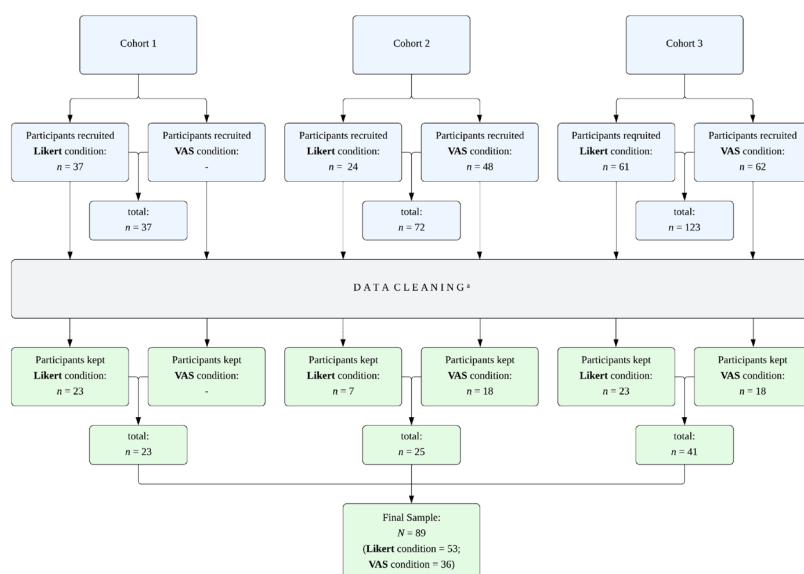 Cohort 1
Cohort 2
Cohort 3
Participants recruited
Likert condition:
n = 37
Participants recruited
VAS condition:
-
Participants recruited
Likert condition:
n = 24
Participants recruited
VAS condition:
n = 48
Participants reqruited
Likert condition:
n = 61
Participants recruited
VAS condition:
n = 62
total:
n = 37
total:
n = 72
total:
n = 123
DATA CLEANING a
Participants kept
Likert condition:
n = 23
Participants kept
VAS condition:
-
Participants kept
Likert condition:
n = 7
Participants kept
VAS condition:
n = 18
Participants kept
Likert condition:
n = 23
Participants kept
VAS condition:
n = 18
total:
n = 23
total:
n = 25
total:
n = 41
Final Sample:
N = 89
(Likert condition = 53;
VAS condition = 36)